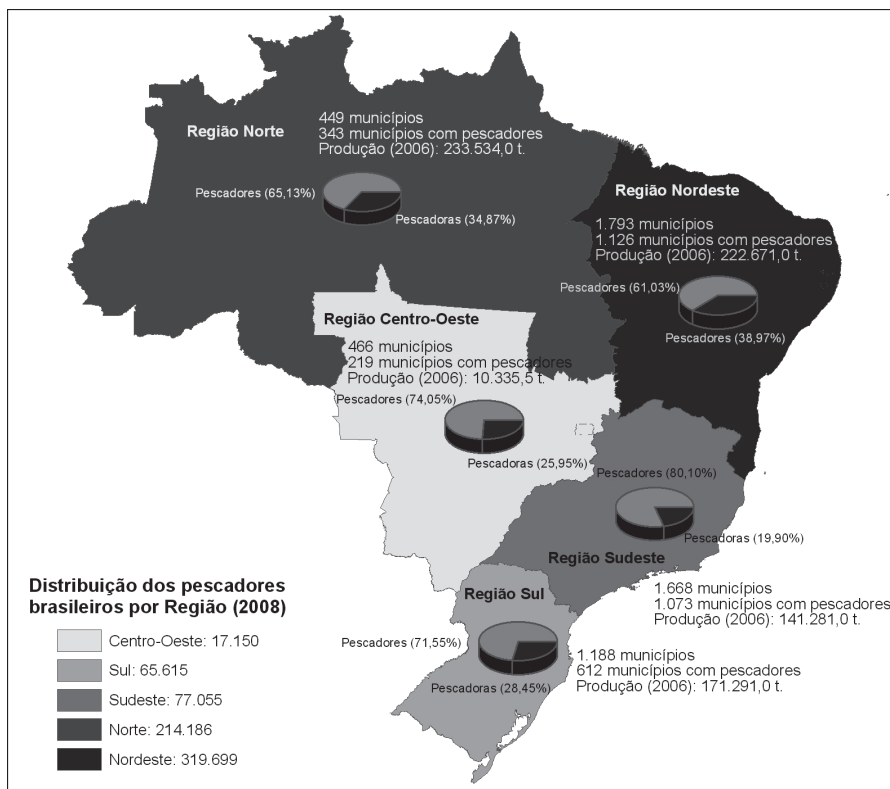 Região Norte
449 municípios
343 municípios com pescadores
Produção (2006): 233.534,0 t.
Pescadores (65,13%)
Pescadoras (34,87%)
Região Nordeste
1.793 municípios
1.126 municípios com pescadores
Produção (2006): 222.671,0 t.
Pescadores (61,03%)
Pescadores (38,97%)
Região Centro-Oeste
466 municípios
219 municípios com pescadores
Produção (2006): 10.335,5 t.
Pescadores (74,05%)
Pescadoras (25,95%)
Pescadores (80,10%)
Pescadoras (19,90%)
Região Sudeste
1.668 municípios
1.073 municípios com pescadores
Produção (2006): 141.281,0 t.
Região Sul
Pescadores (71,55%)
Pescadoras (28,45%)
1.188 municípios
612 municípios com pescadores
Produção (2006): 171.291,0 t.
Distribuição dos pescadores
brasileiros por Região (2008)
Centro-Oeste: 17.150
Sul: 65.615
Sudeste: 77.055
Norte: 214.186
Nordeste: 319.699